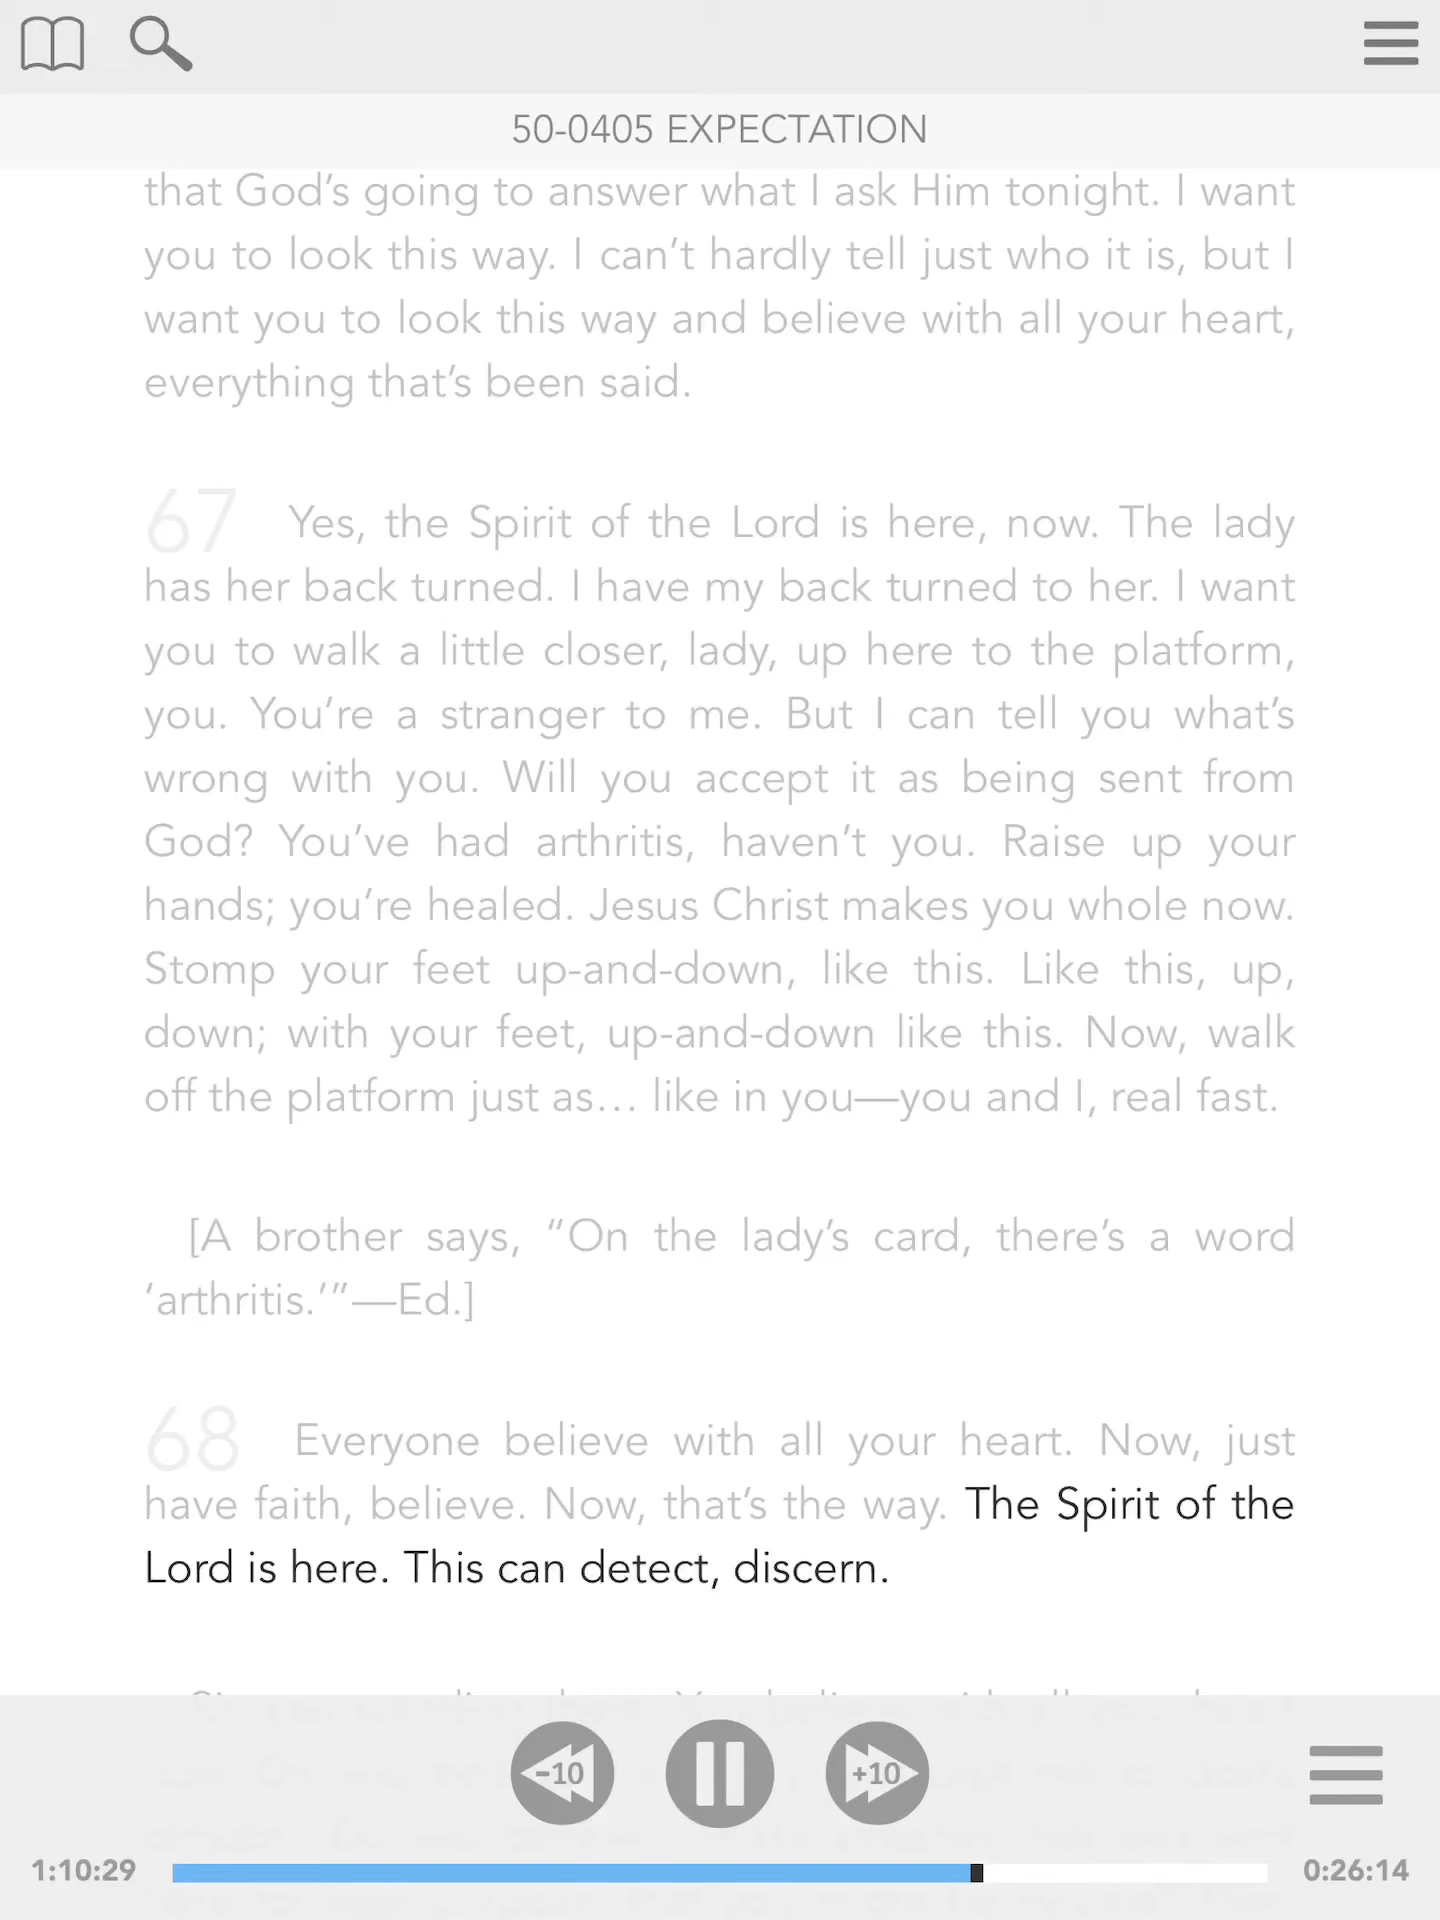 50-0405 EXPECTATION
that God’s going to answer what I ask Him tonight. I want
you to look this way. I can’t hardly tell just who it is, but I
want you to look this way and believe with all your heart,
everything that’s been said.
67 Yes, the Spirit of the Lord is here, now. The lady
has her back turned. I have my back turned to her. I want
you to walk a little closer, lady, up here to the platform,
you. You’re a stranger to me. But I can tell you what’s
wrong with you. Will you accept it as being sent from
God? You’ve had arthritis, haven’t you. Raise up your
hands; you’re healed. Jesus Christ makes you whole now.
Stomp your feet up-and-down, like this. Like this, up,
down; with your feet, up-and-down like this. Now, walk
off the platform just as… like in you—you and I, real fast.
[A brother says, “On the lady’s card, there’s a word
‘arthritis.’”—Ed.]
68 Everyone believe with all your heart. Now, just
have faith, believe. Now, that’s the way. The Spirit of the
Lord is here. This can detect, discern.
-10 +10
1:10:29 0:26:14